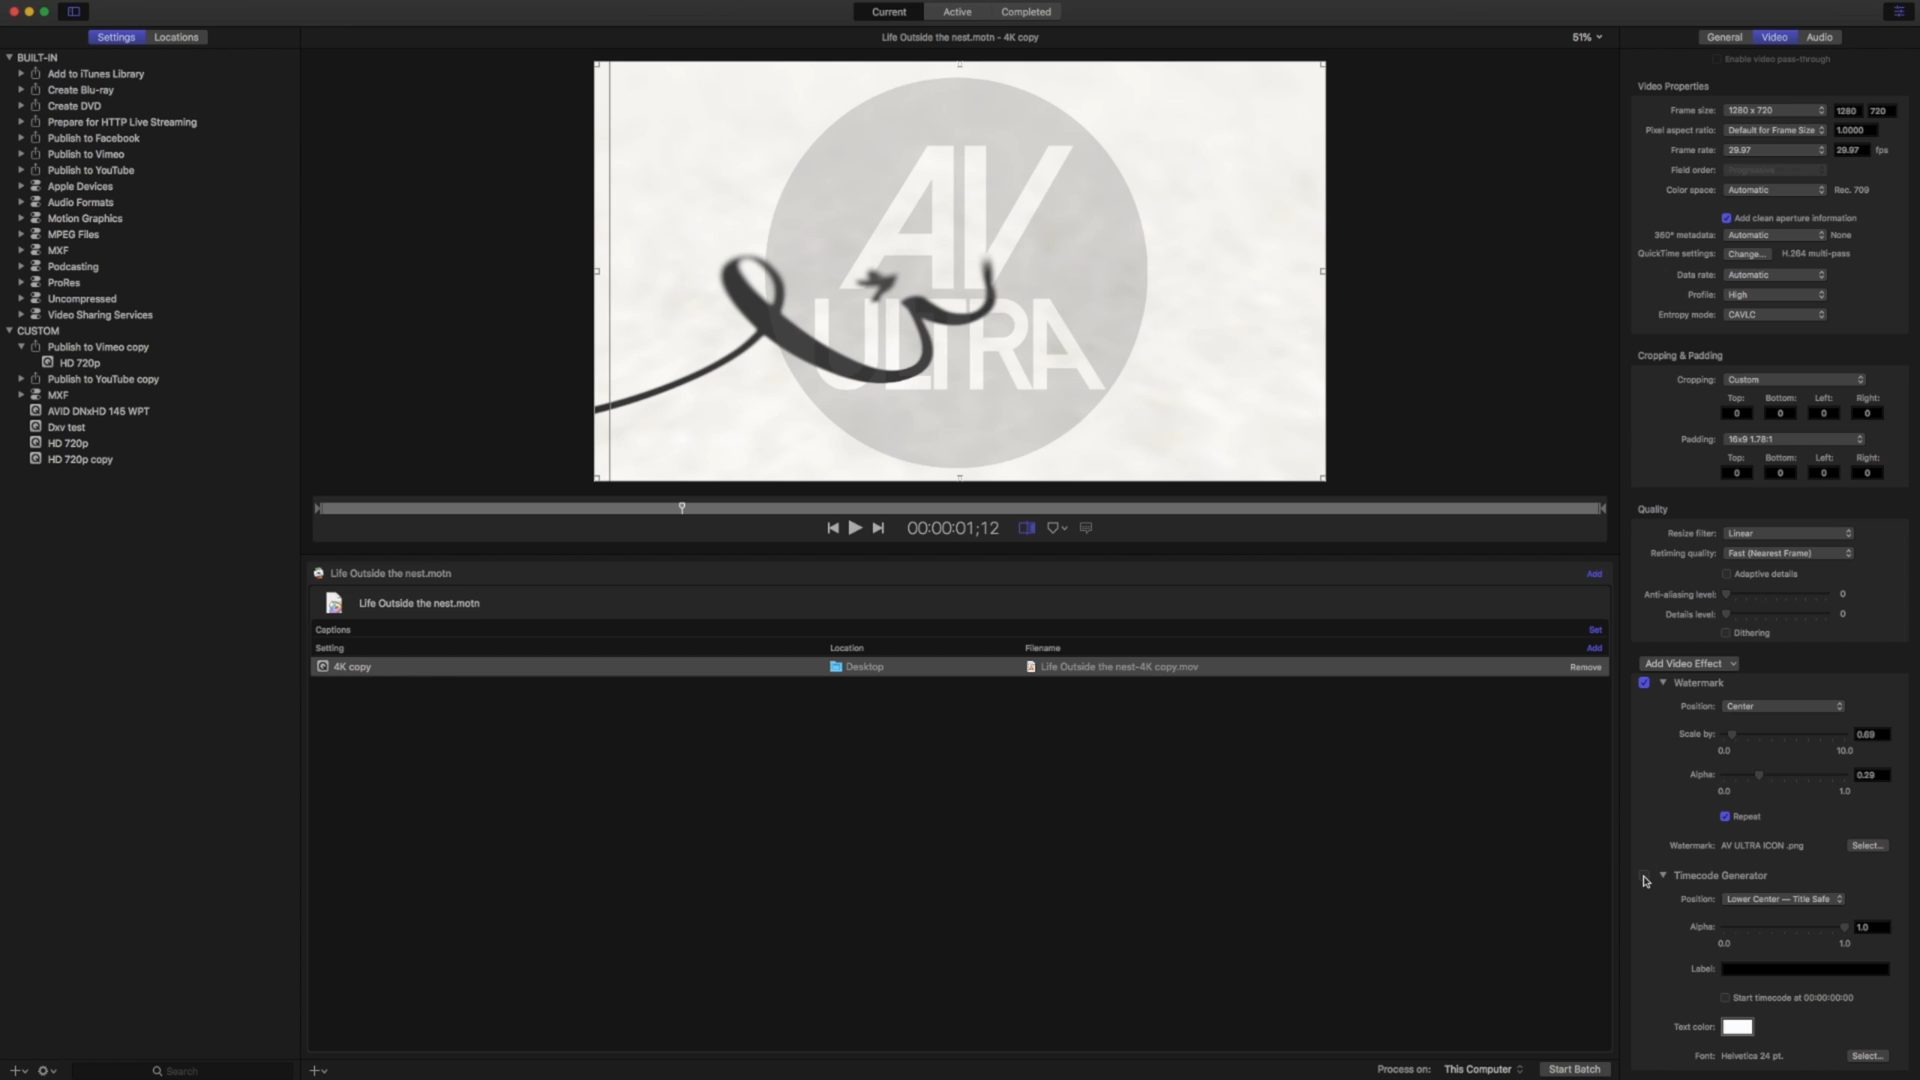 Current
Active
Completed
Settings
Locations
Life Outside the nest.motn - 4K copy
51%
General
Video
Audio
BUILT-IN
Add to iTunes Library
Create Blu-ray
Create DVD
Prepare for HTTP Live Streaming
Publish to Facebook
Publish to Vimeo
Publish to YouTube
Apple Devices
Audio Formats
Motion Graphics
MPEG Files
MXF
Podcasting
ProRes
Uncompressed
Video Sharing Services
CUSTOM
Publish to Vimeo copy
HD 720p
Publish to YouTube copy
MXF
AVID DNxHD 145 WPT
Dxv test
HD 720p
HD 720p copy
Search
AV
ULTRA
00:00:01;12
Life Outside the nest.motn
Add
Life Outside the nest.motn
Captions
Set
Setting
Location
Filename
Add
4K copy
Desktop
Life Outside the nest-4K copy.mov
Remove
Process on:
This Computer
Start Batch
Enable video pass-through
Video Properties
Frame size: 1280 x 720 1280 720
Pixel aspect ratio: Default for Frame Size 1.0000
Frame rate: 29.97 29.97 fps
Field order: Progressive
Color space: Automatic Rec. 709
Add clean aperture information
360° metadata: Automatic None
QuickTime settings: Change... H.264 multi-pass
Data rate: Automatic
Profile: High
Entropy mode: CAVLC
Cropping & Padding
Cropping: Custom
Top: Bottom: Left: Right:
0 0 0 0
Padding: 16x9 1.78:1
Top: Bottom: Left: Right:
0 0 0 0
Quality
Resize filter: Linear
Retiming quality: Fast (Nearest Frame)
Adaptive details
Anti-aliasing level: 0
Details level: 0
Dithering
Add Video Effect
Watermark
Position: Center
Scale by: 0.69
0.0 10.0
Alpha: 0.29
0.0 1.0
Repeat
Watermark: AV ULTRA ICON .png Select...
Timecode Generator
Position: Lower Center — Title Safe
Alpha: 1.0
0.0 1.0
Label:
Start timecode at 00:00:00:00
Text color:
Font: Helvetica 24 pt. Select...